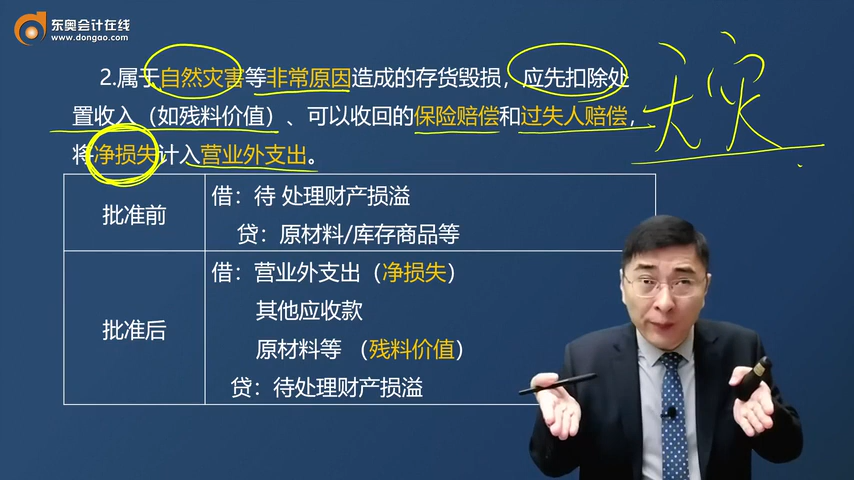 东奥会计在线
www.dongao.com
2.属于自然灾害等非常原因造成的存货毁损，应先扣除处
置收入（如残料价值）、可以收回的保险赔偿和过失人赔偿，
将净损失计入营业外支出。
天灾
批准前
借：待 处理财产损溢
贷：原材料/库存商品等
批准后
借：营业外支出（净损失）
其他应收款
原材料等 （残料价值）
贷：待处理财产损溢